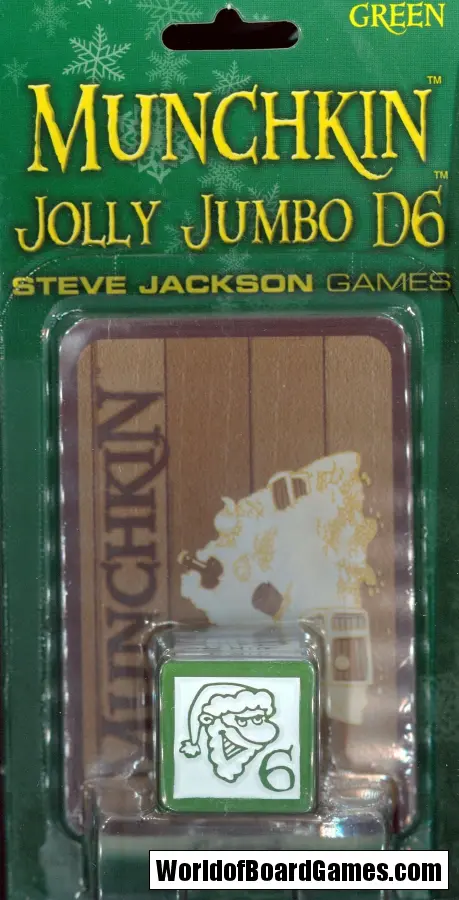 GREEN
MUNCHKIN™
JOLLY JUMBO D6™
STEVE JACKSON GAMES
MUNCHKIN
6
WorldofBoardGames.com